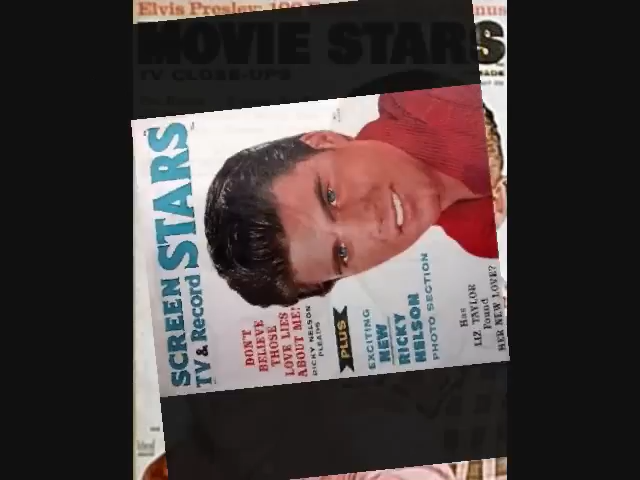 Elvis Presley:
MOVIE STARS
TV CLOSE-UPS
SCREEN STARS
TV & Record
DON'T
BELIEVE
THOSE
LOVE LIES
ABOUT ME!
RICKY NELSON
PLEADS
PLUS
EXCITING
NEW
RICKY
NELSON
PHOTO SECTION
Has
LIZ TAYLOR
Found
HER NEW LOVE?